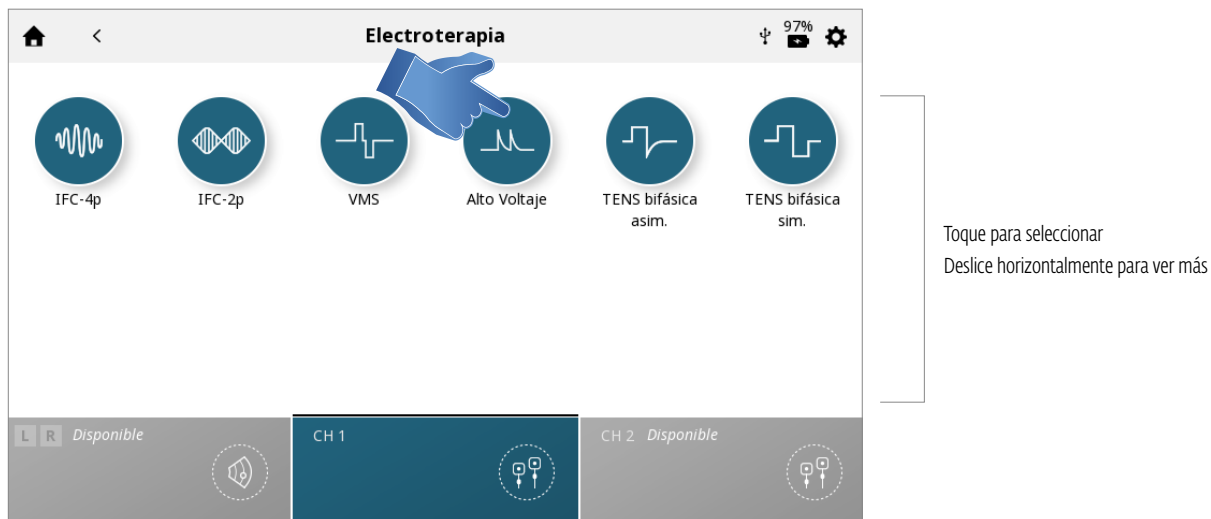 Electroterapia
97%
IFC-4p
IFC-2p
VMS
Alto Voltaje
TENS bifásica
asim.
TENS bifásica
sim.
Toque para seleccionar
Deslice horizontalmente para ver más
L R Disponible
CH 1
CH 2 Disponible